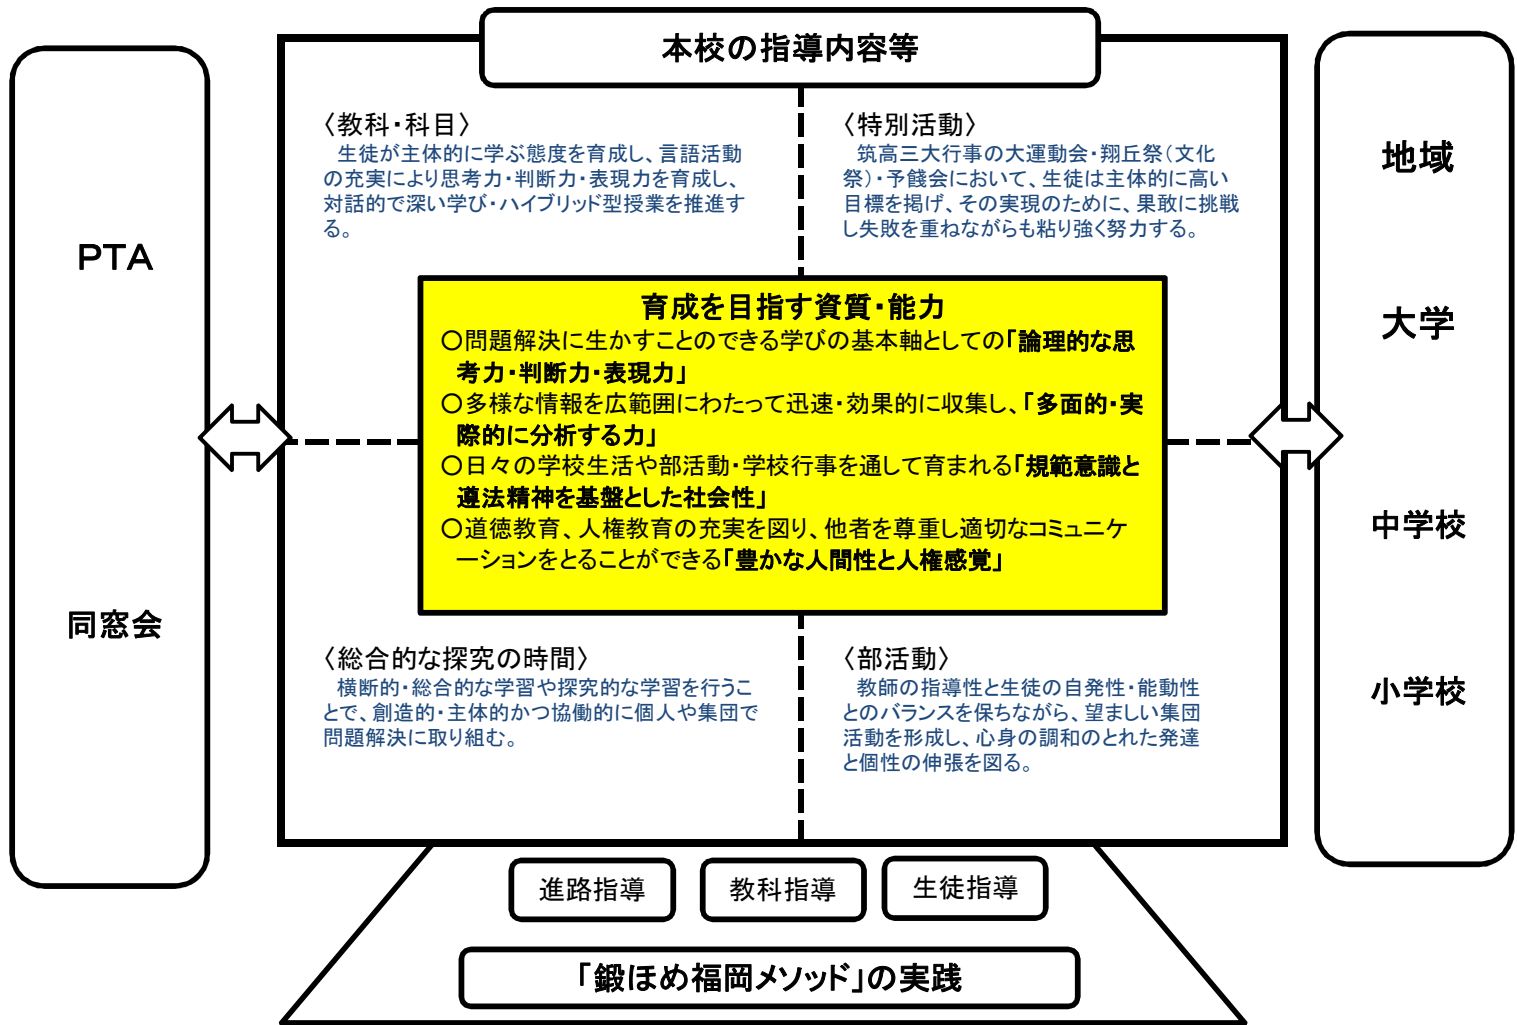 本校の指導内容等
PTA
同窓会
〈教科・科目〉
生徒が主体的に学ぶ態度を育成し、言語活動
の充実により思考力・判断力・表現力を育成し、
対話的で深い学び・ハイブリッド型授業を推進す
る。
〈特別活動〉
筑高三大行事の大運動会・翔丘祭（文化
祭）・予餞会において、生徒は主体的に高い
目標を掲げ、その実現のために、果敢に挑戦
し失敗を重ねながらも粘り強く努力する。
育成を目指す資質・能力
○問題解決に生かすことのできる学びの基本軸としての「論理的な思
考力・判断力・表現力」
○多様な情報を広範囲にわたって迅速・効果的に収集し、「多面的・実
際的に分析する力」
○日々の学校生活や部活動・学校行事を通して育まれる「規範意識と
遵法精神を基盤とした社会性」
○道徳教育、人権教育の充実を図り、他者を尊重し適切なコミュニケ
ーションをとることができる「豊かな人間性と人権感覚」
〈総合的な探究の時間〉
横断的・総合的な学習や探究的な学習を行うこ
とで、創造的・主体的かつ協働的に個人や集団で
問題解決に取り組む。
〈部活動〉
教師の指導性と生徒の自発性・能動性
とのバランスを保ちながら、望ましい集団
活動を形成し、心身の調和のとれた発達
と個性の伸張を図る。
地域
大学
中学校
小学校
進路指導
教科指導
生徒指導
「鍛ほめ福岡メソッド」の実践